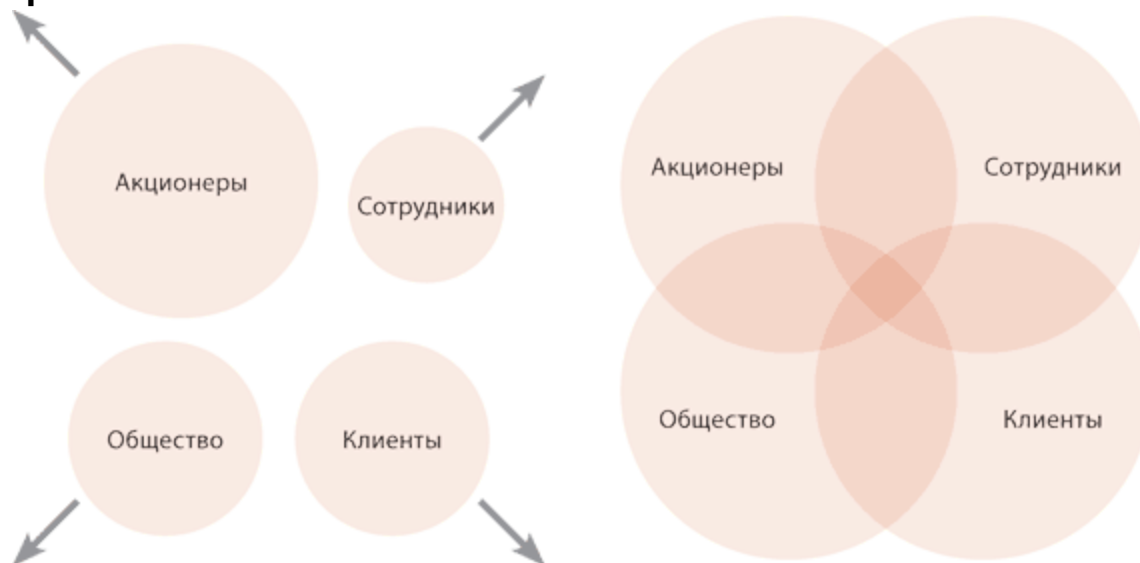 Акционеры
Сотрудники
Общество
Клиенты
Акционеры
Сотрудники
Общество
Клиенты